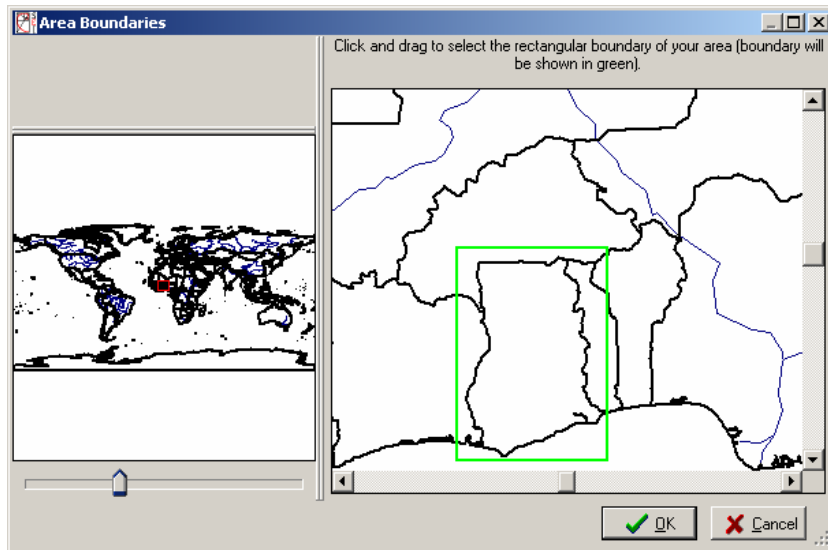 Area Boundaries
Click and drag to select the rectangular boundary of your area (boundary will
be shown in green).
OK
Cancel